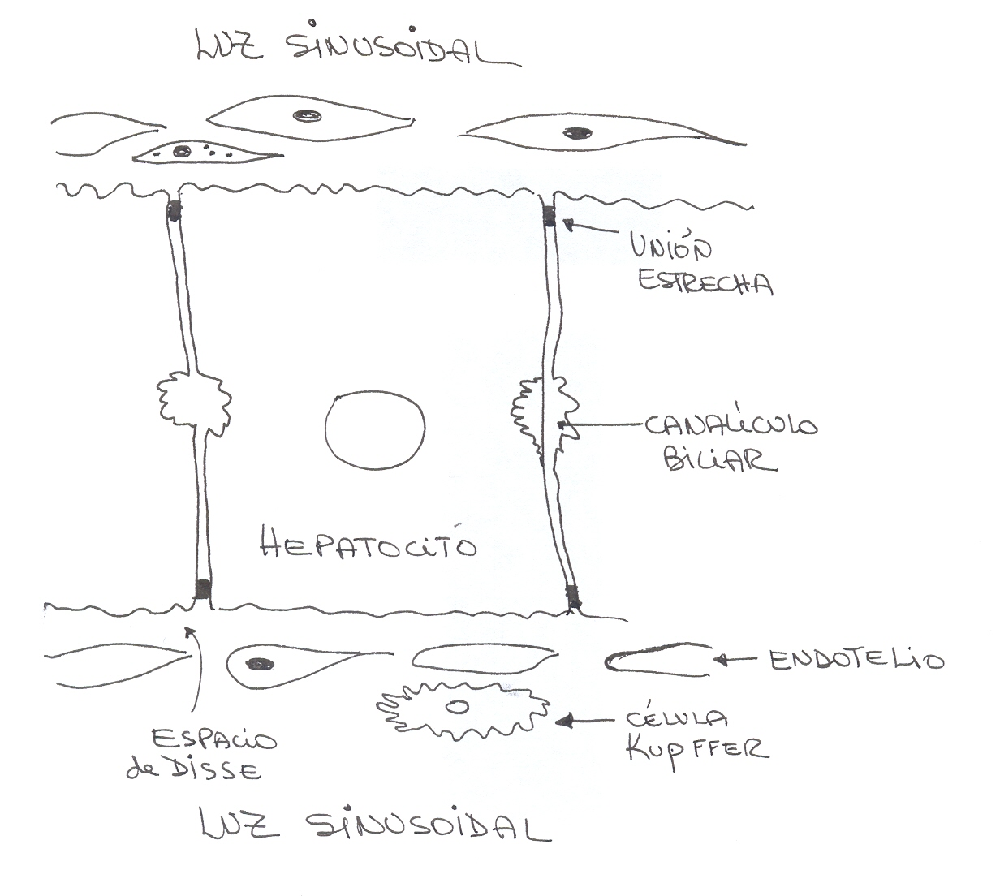 LUZ SINUSOIDAL
UNIÓN
ESTRECHA
CANALÍCULO
BILIAR
HEPATOCITO
ENDOTELIO
CÉLULA
KUPFFER
ESPACIO
de DISSE
LUZ SINUSOIDAL